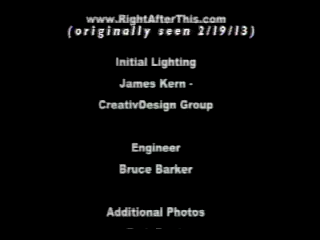 www.RightAfterThis.com
(originally seen 2/19/13)
Initial Lighting
James Kern -
CreativDesign Group
Engineer
Bruce Barker
Additional Photos